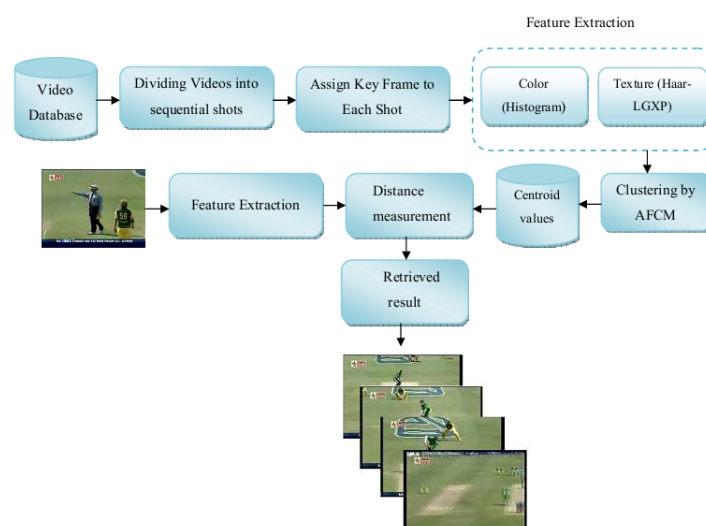 Feature Extraction
Video
Database
Dividing Videos into
sequential shots
Assign Key Frame to
Each Shot
Color
(Histogram)
Texture (Haar-
LGXP)
59
Feature Extraction
Distance
measurement
Centroid
values
Clustering by
AFCM
Retrieved
result